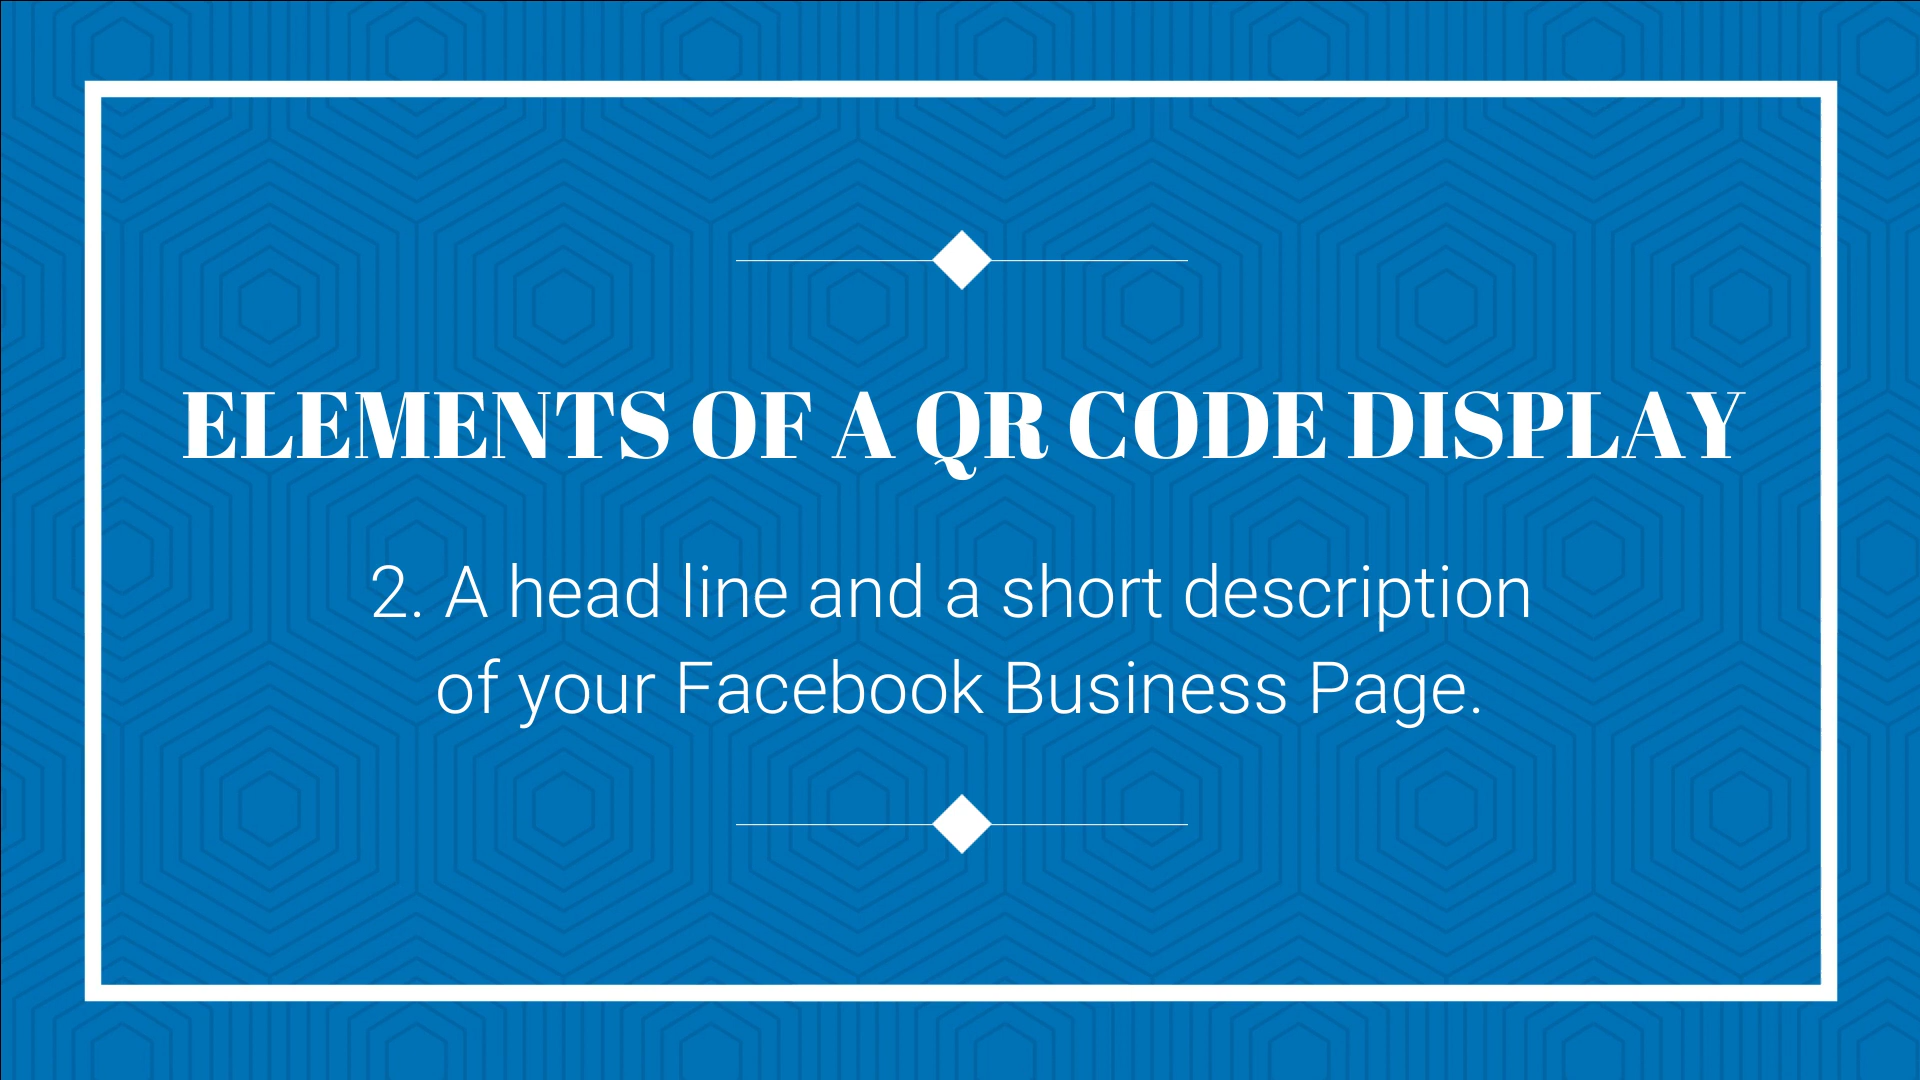 ELEMENTS OF A QR CODE DISPLAY
2. A head line and a short description
of your Facebook Business Page.